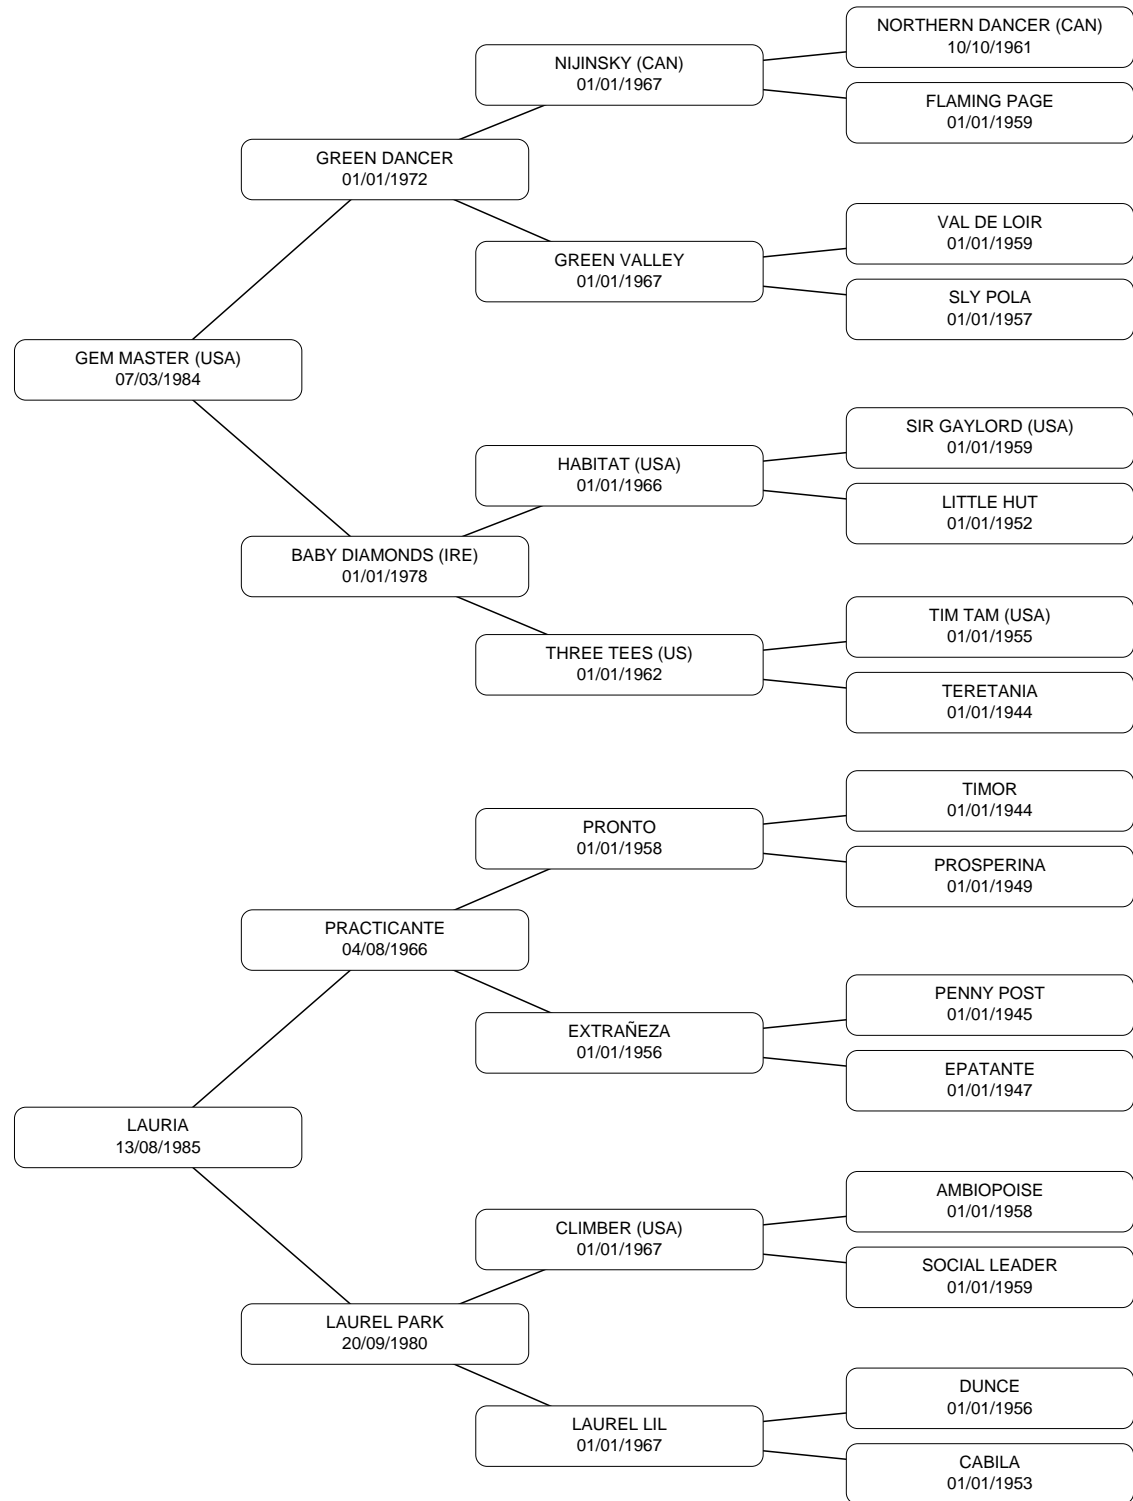 NORTHERN DANCER (CAN)
10/10/1961
NIJINSKY (CAN)
01/01/1967
FLAMING PAGE
01/01/1959
GREEN DANCER
01/01/1972
VAL DE LOIR
01/01/1959
GREEN VALLEY
01/01/1967
SLY POLA
01/01/1957
GEM MASTER (USA)
07/03/1984
SIR GAYLORD (USA)
01/01/1959
HABITAT (USA)
01/01/1966
LITTLE HUT
01/01/1952
BABY DIAMONDS (IRE)
01/01/1978
TIM TAM (USA)
01/01/1955
THREE TEES (US)
01/01/1962
TERETANIA
01/01/1944
TIMOR
01/01/1944
PRONTO
01/01/1958
PROSPERINA
01/01/1949
PRACTICANTE
04/08/1966
PENNY POST
01/01/1945
EXTRAÑEZA
01/01/1956
EPATANTE
01/01/1947
LAURIA
13/08/1985
AMBIOPOISE
01/01/1958
CLIMBER (USA)
01/01/1967
SOCIAL LEADER
01/01/1959
LAUREL PARK
20/09/1980
DUNCE
01/01/1956
LAUREL LIL
01/01/1967
CABILA
01/01/1953